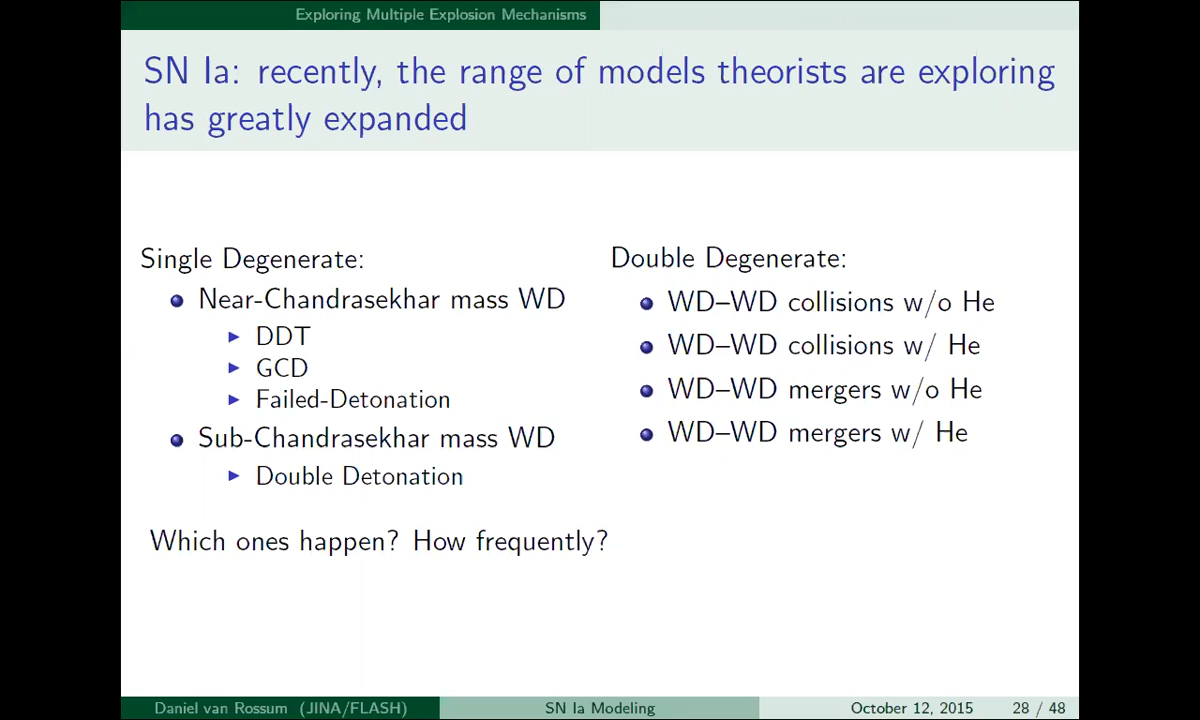 Exploring Multiple Explosion Mechanisms
SN Ia: recently, the range of models theorists are exploring
has greatly expanded
Single Degenerate:
Near-Chandrasekhar mass WD
DDT
GCD
Failed-Detonation
Sub-Chandrasekhar mass WD
Double Detonation
Double Degenerate:
WD–WD collisions w/o He
WD–WD collisions w/ He
WD–WD mergers w/o He
WD–WD mergers w/ He
Which ones happen? How frequently?
Daniel van Rossum (JINA/FLASH)
SN Ia Modeling
October 12, 2015
28 / 48